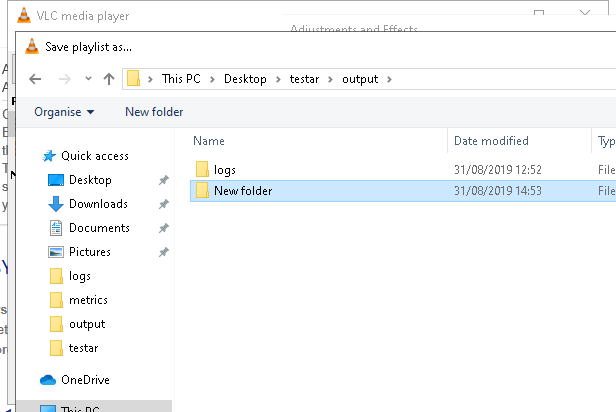 VLC media player
Adjustments and Effects
Save playlist as...
This PC > Desktop > testar > output >
Organise New folder
Name Date modified Typ
logs 31/08/2019 12:52 File
New folder 31/08/2019 14:53 File
Quick access
Desktop
Downloads
Documents
Pictures
logs
metrics
output
testar
OneDrive
This PC